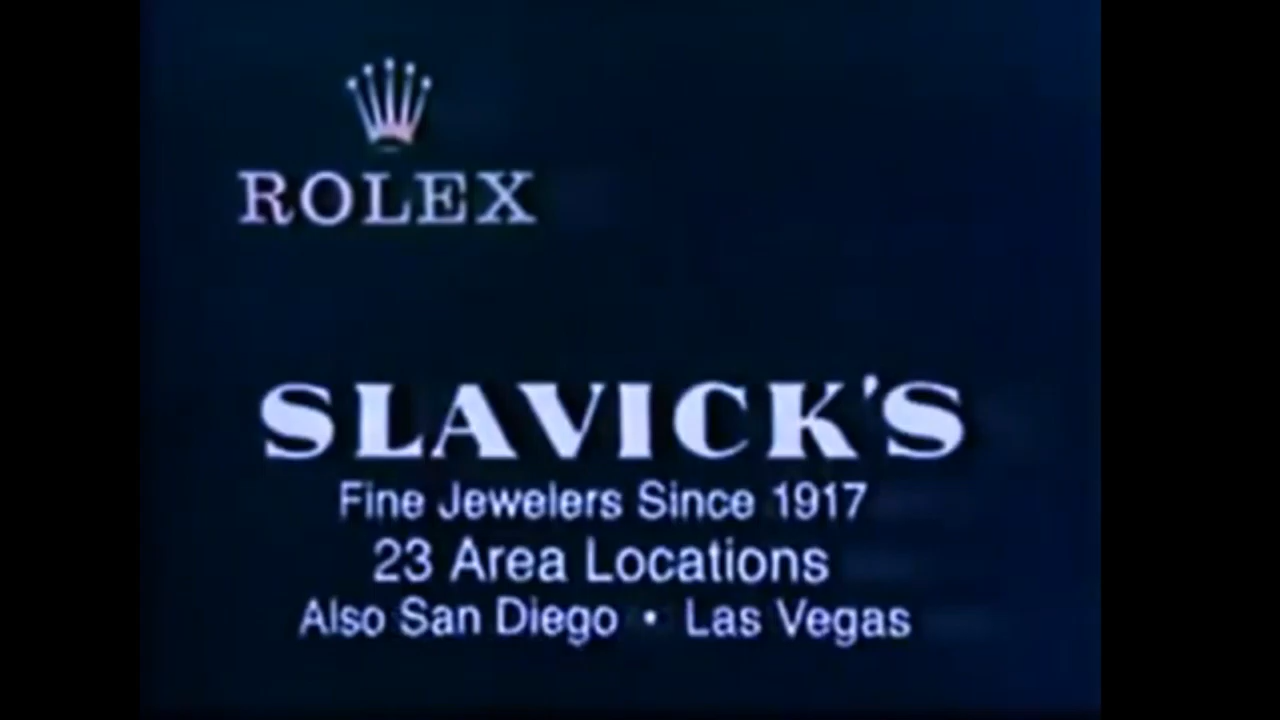 ROLEX
SLAVICK'S
Fine Jewelers Since 1917
23 Area Locations
Also San Diego • Las Vegas